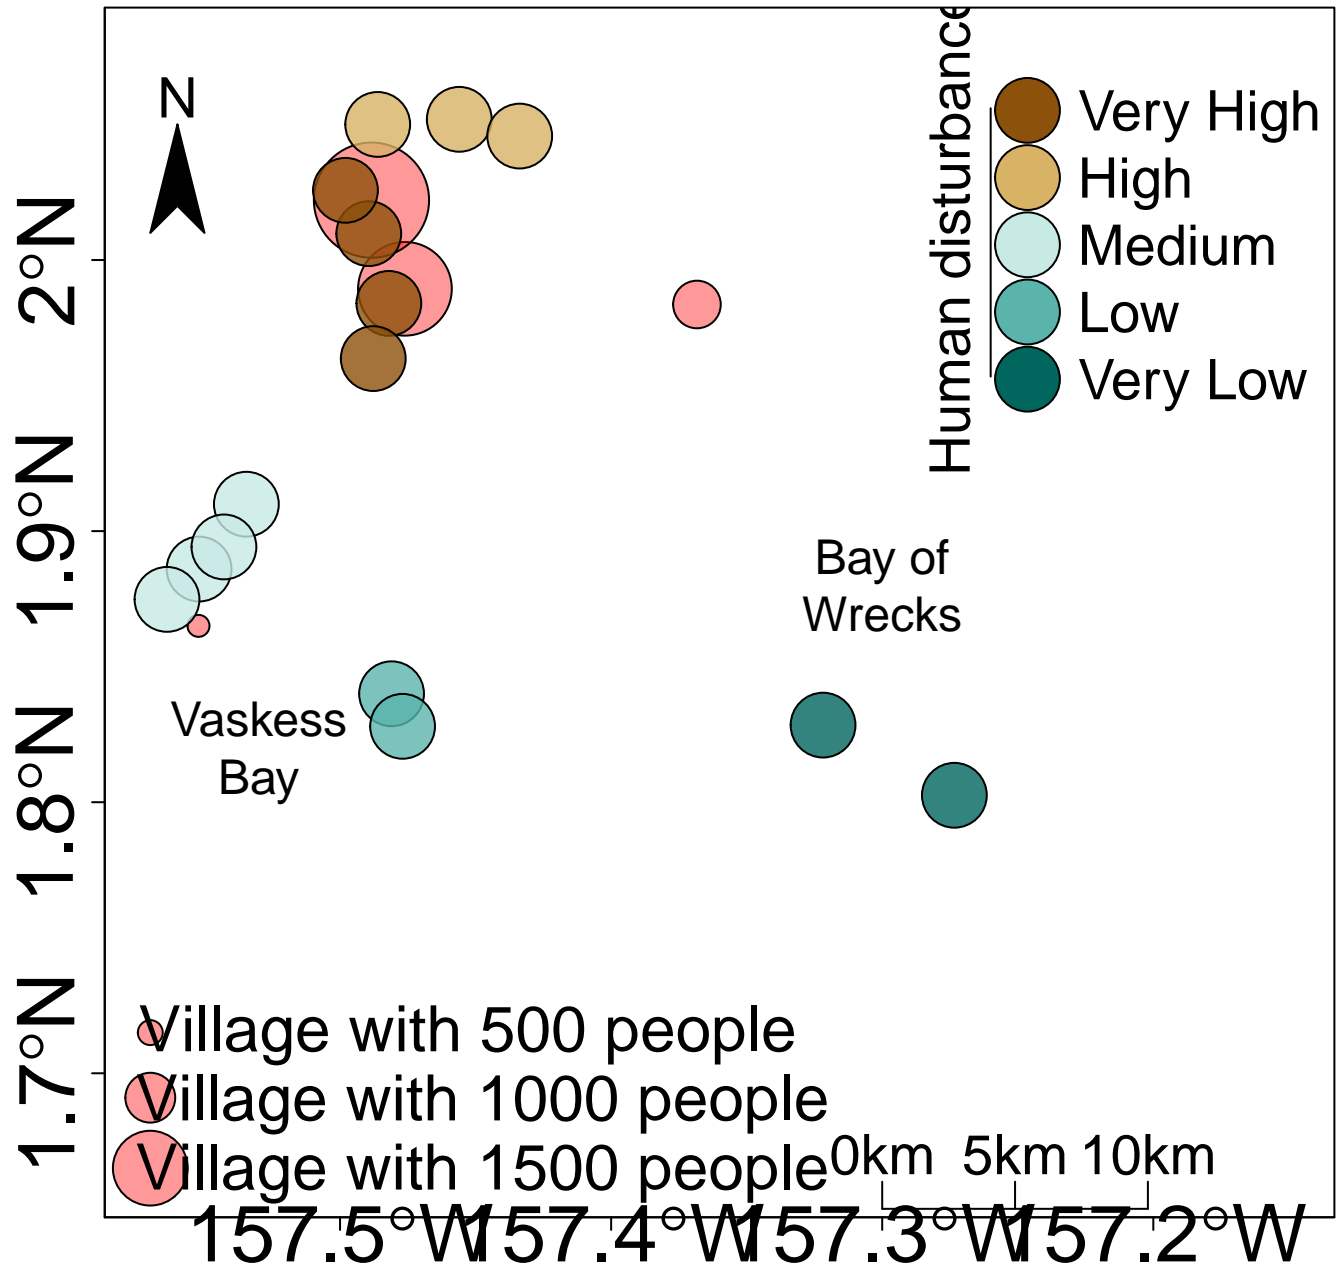 N
Human disturbance
Very High
High
Medium
Low
Very Low
2°N
1.9°N
1.8°N
1.7°N
Bay of
Wrecks
Vaskess
Bay
Village with 500 people
Village with 1000 people
Village with 1500 people
0km 5km 10km
157.5°W 157.4°W 157.3°W 157.2°W